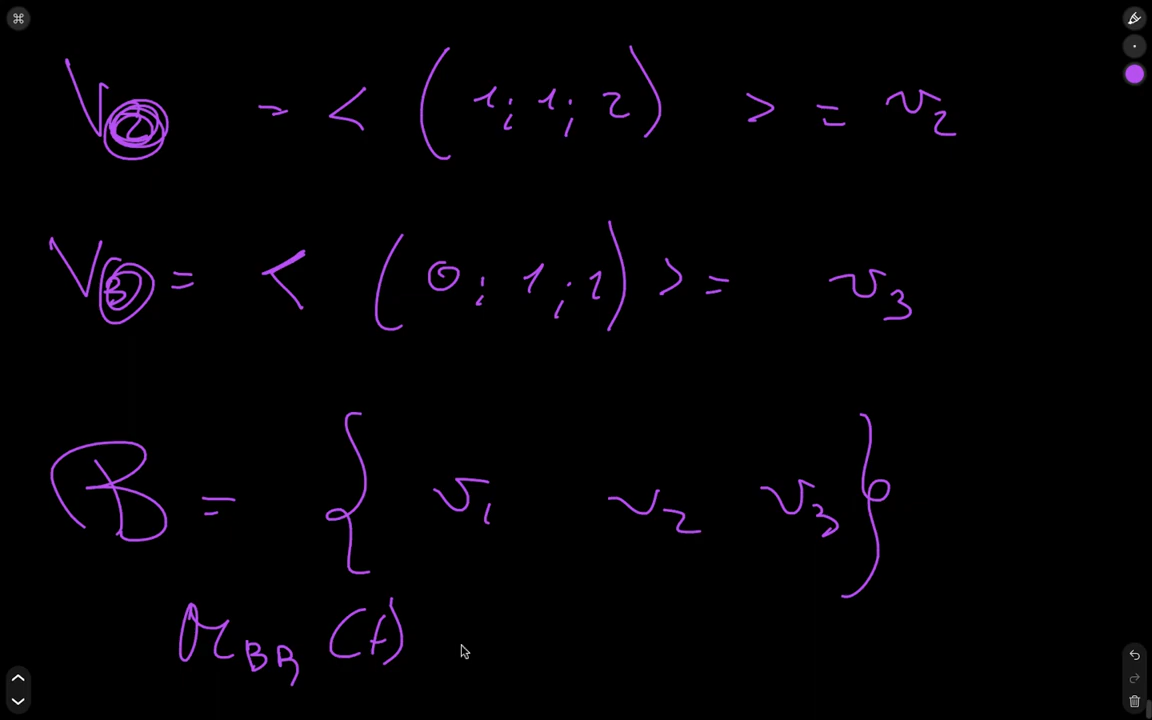 V₂ = < (1; 1; 2) > = v₂
V₃ = < (0; 1; 1) > = v₃
B = { v₁ v₂ v₃ }
M_BB (f)